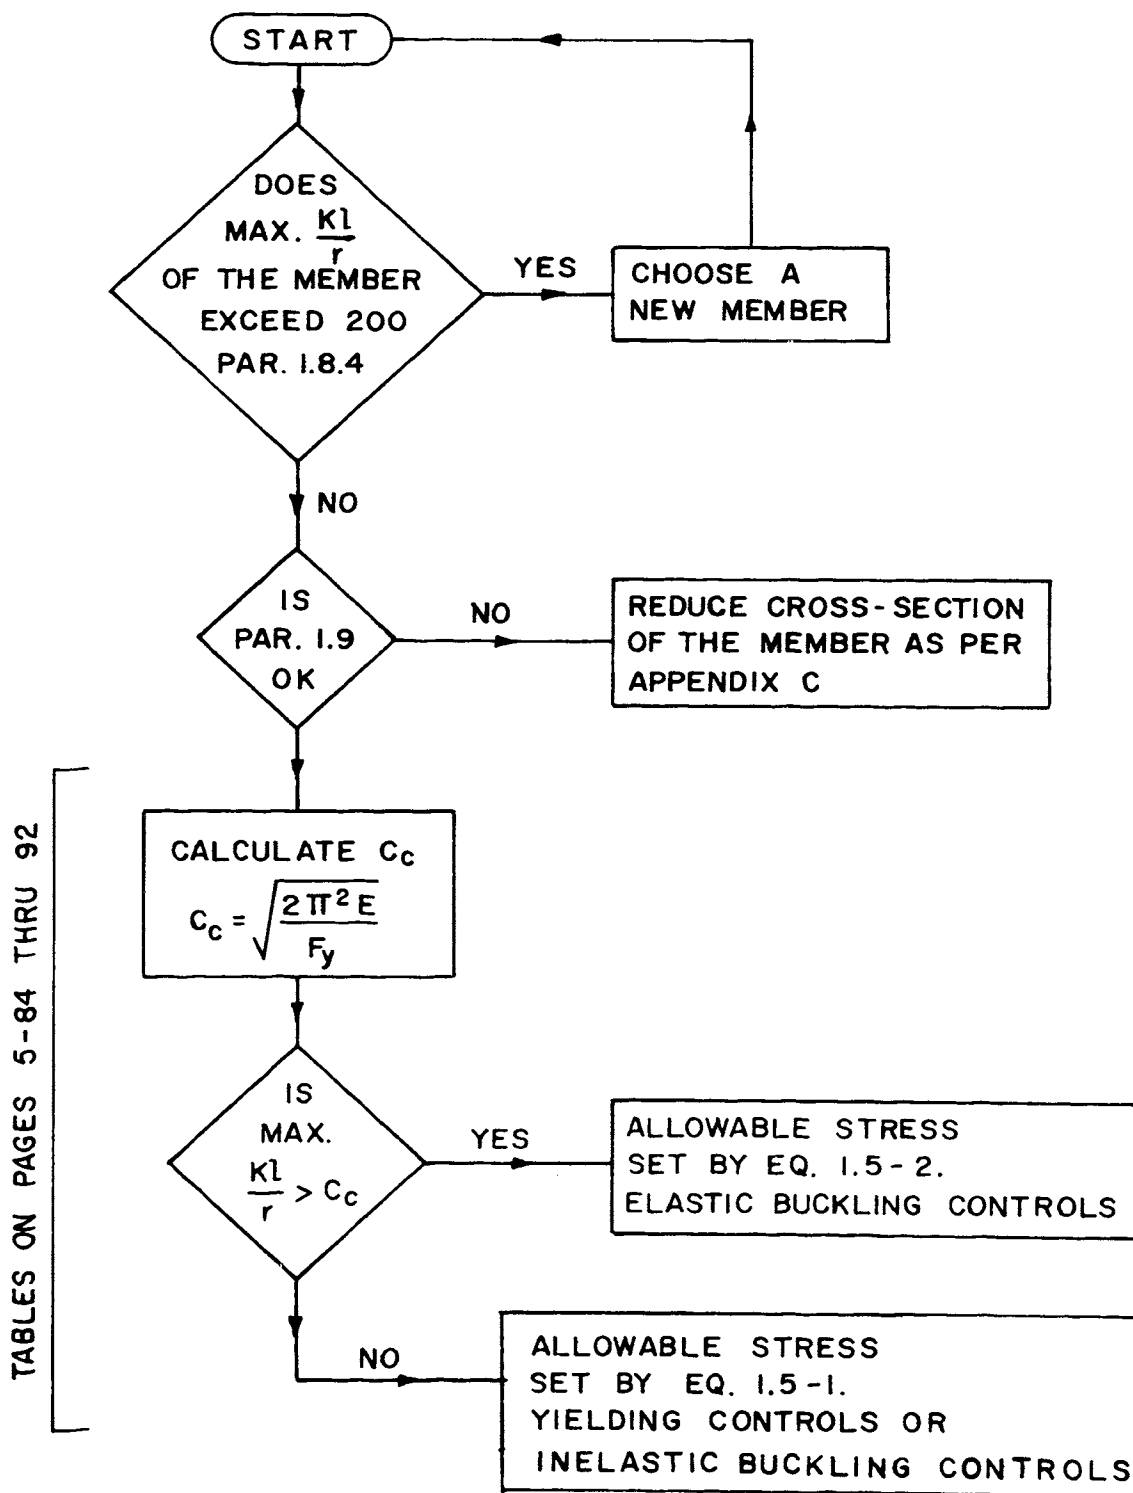 START
DOES
MAX. Kl/r
OF THE MEMBER
EXCEED 200
PAR. 1.8.4
YES
CHOOSE A
NEW MEMBER
NO
IS
PAR. 1.9
OK
NO
REDUCE CROSS-SECTION
OF THE MEMBER AS PER
APPENDIX C
TABLES ON PAGES 5-84 THRU 92
CALCULATE Cc
Cc = √(2π²E/Fy)
IS
MAX.
Kl/r > Cc
YES
ALLOWABLE STRESS
SET BY EQ. 1.5-2.
ELASTIC BUCKLING CONTROLS
NO
ALLOWABLE STRESS
SET BY EQ. 1.5-1.
YIELDING CONTROLS OR
INELASTIC BUCKLING CONTROLS